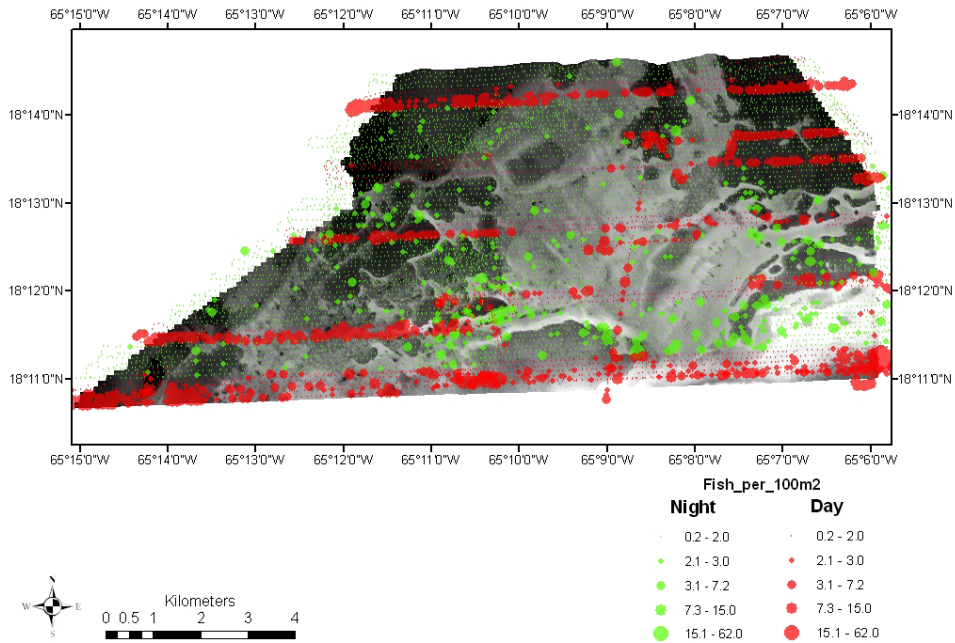 65°15'0"W 65°14'0"W 65°13'0"W 65°12'0"W 65°11'0"W 65°10'0"W 65°9'0"W 65°8'0"W 65°7'0"W 65°6'0"W
18°14'0"N 18°14'0"N
18°13'0"N 18°13'0"N
18°12'0"N 18°12'0"N
18°11'0"N 18°11'0"N
65°15'0"W 65°14'0"W 65°13'0"W 65°12'0"W 65°11'0"W 65°10'0"W 65°9'0"W 65°8'0"W 65°7'0"W 65°6'0"W
Fish_per_100m2
Night Day
0.2 - 2.0 0.2 - 2.0
2.1 - 3.0 2.1 - 3.0
3.1 - 7.2 3.1 - 7.2
7.3 - 15.0 7.3 - 15.0
15.1 - 62.0 15.1 - 62.0
N
W E
S
Kilometers
0 0.5 1 2 3 4